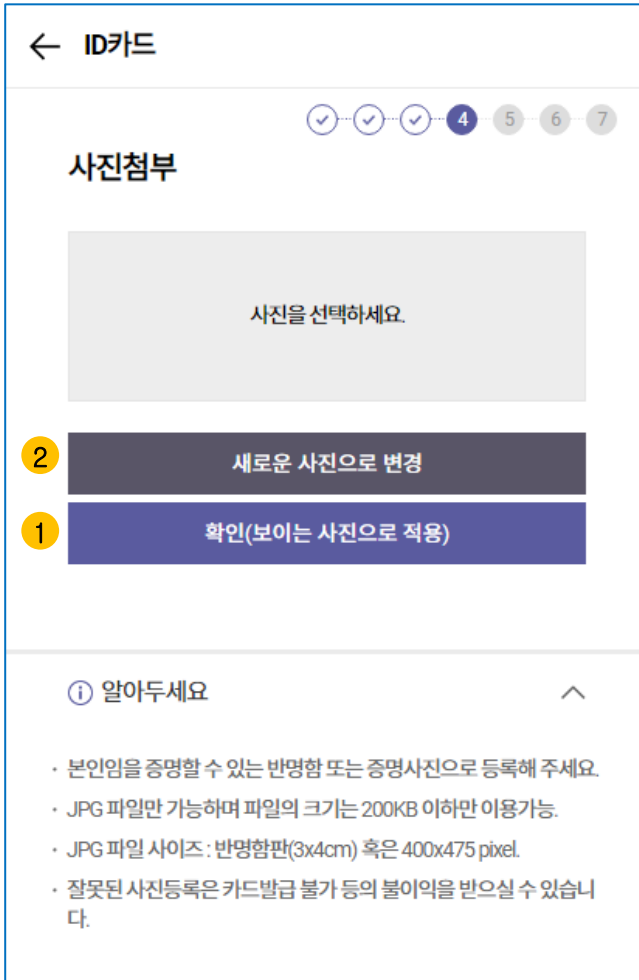 ID카드
4 5 6 7
사진첨부
사진을 선택하세요.
2
새로운 사진으로 변경
1
확인(보이는 사진으로 적용)
알아두세요
· 본인임을 증명할 수 있는 반명함 또는 증명사진으로 등록해 주세요.
· JPG 파일만 가능하며 파일의 크기는 200KB 이하만 이용가능.
· JPG 파일 사이즈 : 반명함판(3x4cm) 혹은 400x475 pixel.
· 잘못된 사진등록은 카드발급 불가 등의 불이익을 받으실 수 있습니
다.